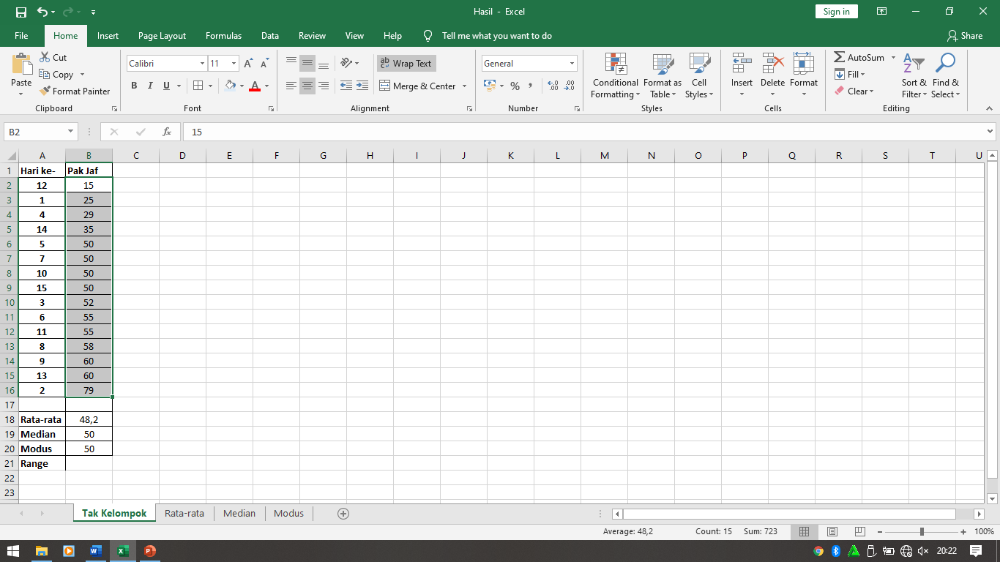 Hasil - Excel
Sign in
File Home Insert Page Layout Formulas Data Review View Help Tell me what you want to do Share
Paste
Cut
Copy
Format Painter
Clipboard
Calibri 11
B I U
Font
Wrap Text
Merge & Center
Alignment
General
% ,
Number
Conditional Formatting
Format as Table
Cell Styles
Styles
Insert Delete Format
Cells
AutoSum
Fill
Clear
Sort & Filter
Find & Select
Editing
B2 fx 15
A B C D E F G H I J K L M N O P Q R S T U
1 Hari ke- Pak Jaf
2 12 15
3 1 25
4 4 29
5 14 35
6 5 50
7 7 50
8 10 50
9 15 50
10 3 52
11 6 55
12 11 55
13 8 58
14 9 60
15 13 60
16 2 79
17
18 Rata-rata 48,2
19 Median 50
20 Modus 50
21 Range
22
23
Tak Kelompok Rata-rata Median Modus
Average: 48,2 Count: 15 Sum: 723 100%
20:22